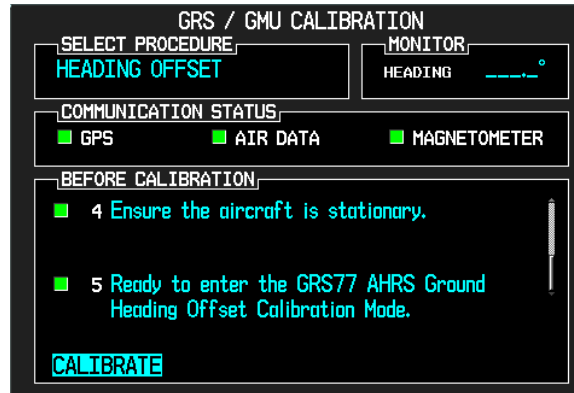 GRS / GMU CALIBRATION
SELECT PROCEDURE
HEADING OFFSET
MONITOR
HEADING ___._°
COMMUNICATION STATUS
GPS AIR DATA MAGNETOMETER
BEFORE CALIBRATION
4 Ensure the aircraft is stationary.
5 Ready to enter the GRS77 AHRS Ground
Heading Offset Calibration Mode.
CALIBRATE